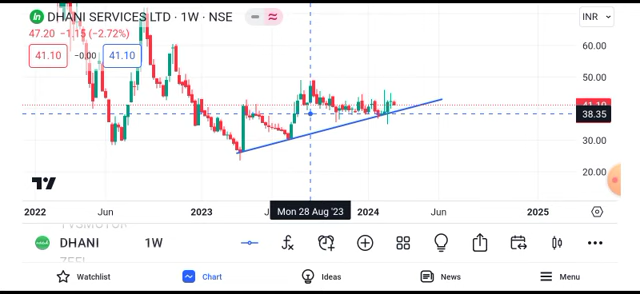 DHANI SERVICES LTD · 1W · NSE
INR
47.20 −1.15 (−2.72%)
41.10 −0.00 41.10
60.00
50.00
41.10
38.35
30.00
20.00
2022 Jun 2023 Mon 28 Aug '23 2024 Jun 2025
TVSMOTOR
DHANI 1W
Watchlist Chart Ideas News Menu